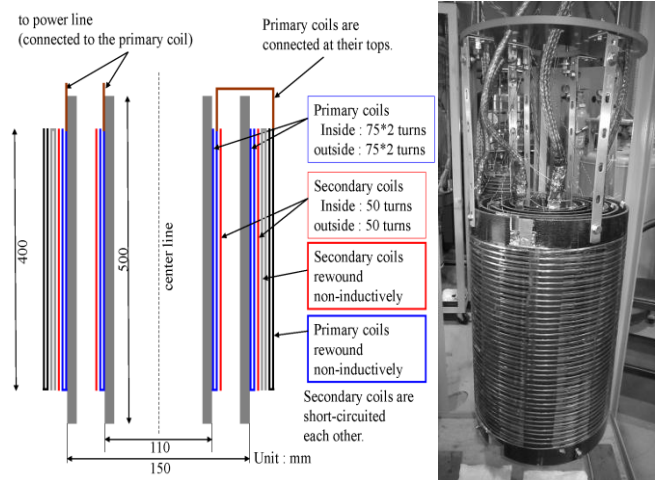 to power line
(connected to the primary coil)
Primary coils are
connected at their tops.
Primary coils
Inside : 75*2 turns
outside : 75*2 turns
Secondary coils
Inside : 50 turns
outside : 50 turns
Secondary coils
rewound
non-inductively
Primary coils
rewound
non-inductively
Secondary coils are
short-circuited
each other.
400
500
center line
110
150
Unit : mm